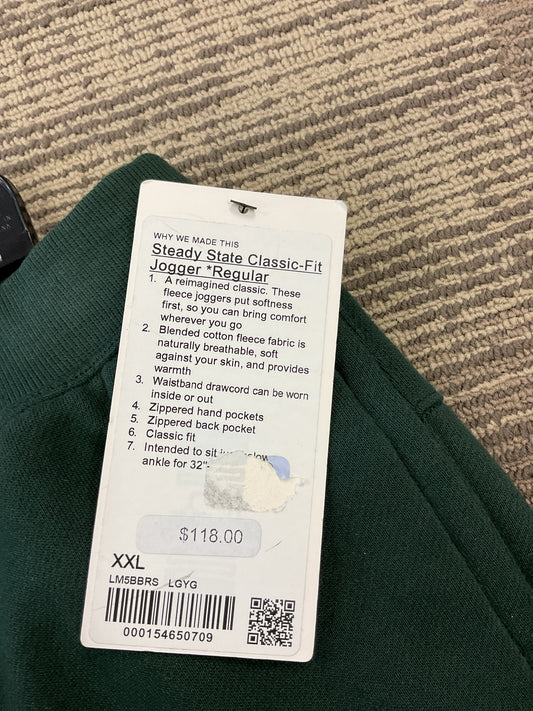 WHY WE MADE THIS
Steady State Classic-Fit
Jogger *Regular
1. A reimagined classic. These
fleece joggers put softness
first, so you can bring comfort
wherever you go
2. Blended cotton fleece fabric is
naturally breathable, soft
against your skin, and provides
warmth
3. Waistband drawcord can be worn
inside or out
4. Zippered hand pockets
5. Zippered back pocket
6. Classic fit
7. Intended to sit
ankle for 32"-
$118.00
XXL
LM5BBRS LGYG
000154650709